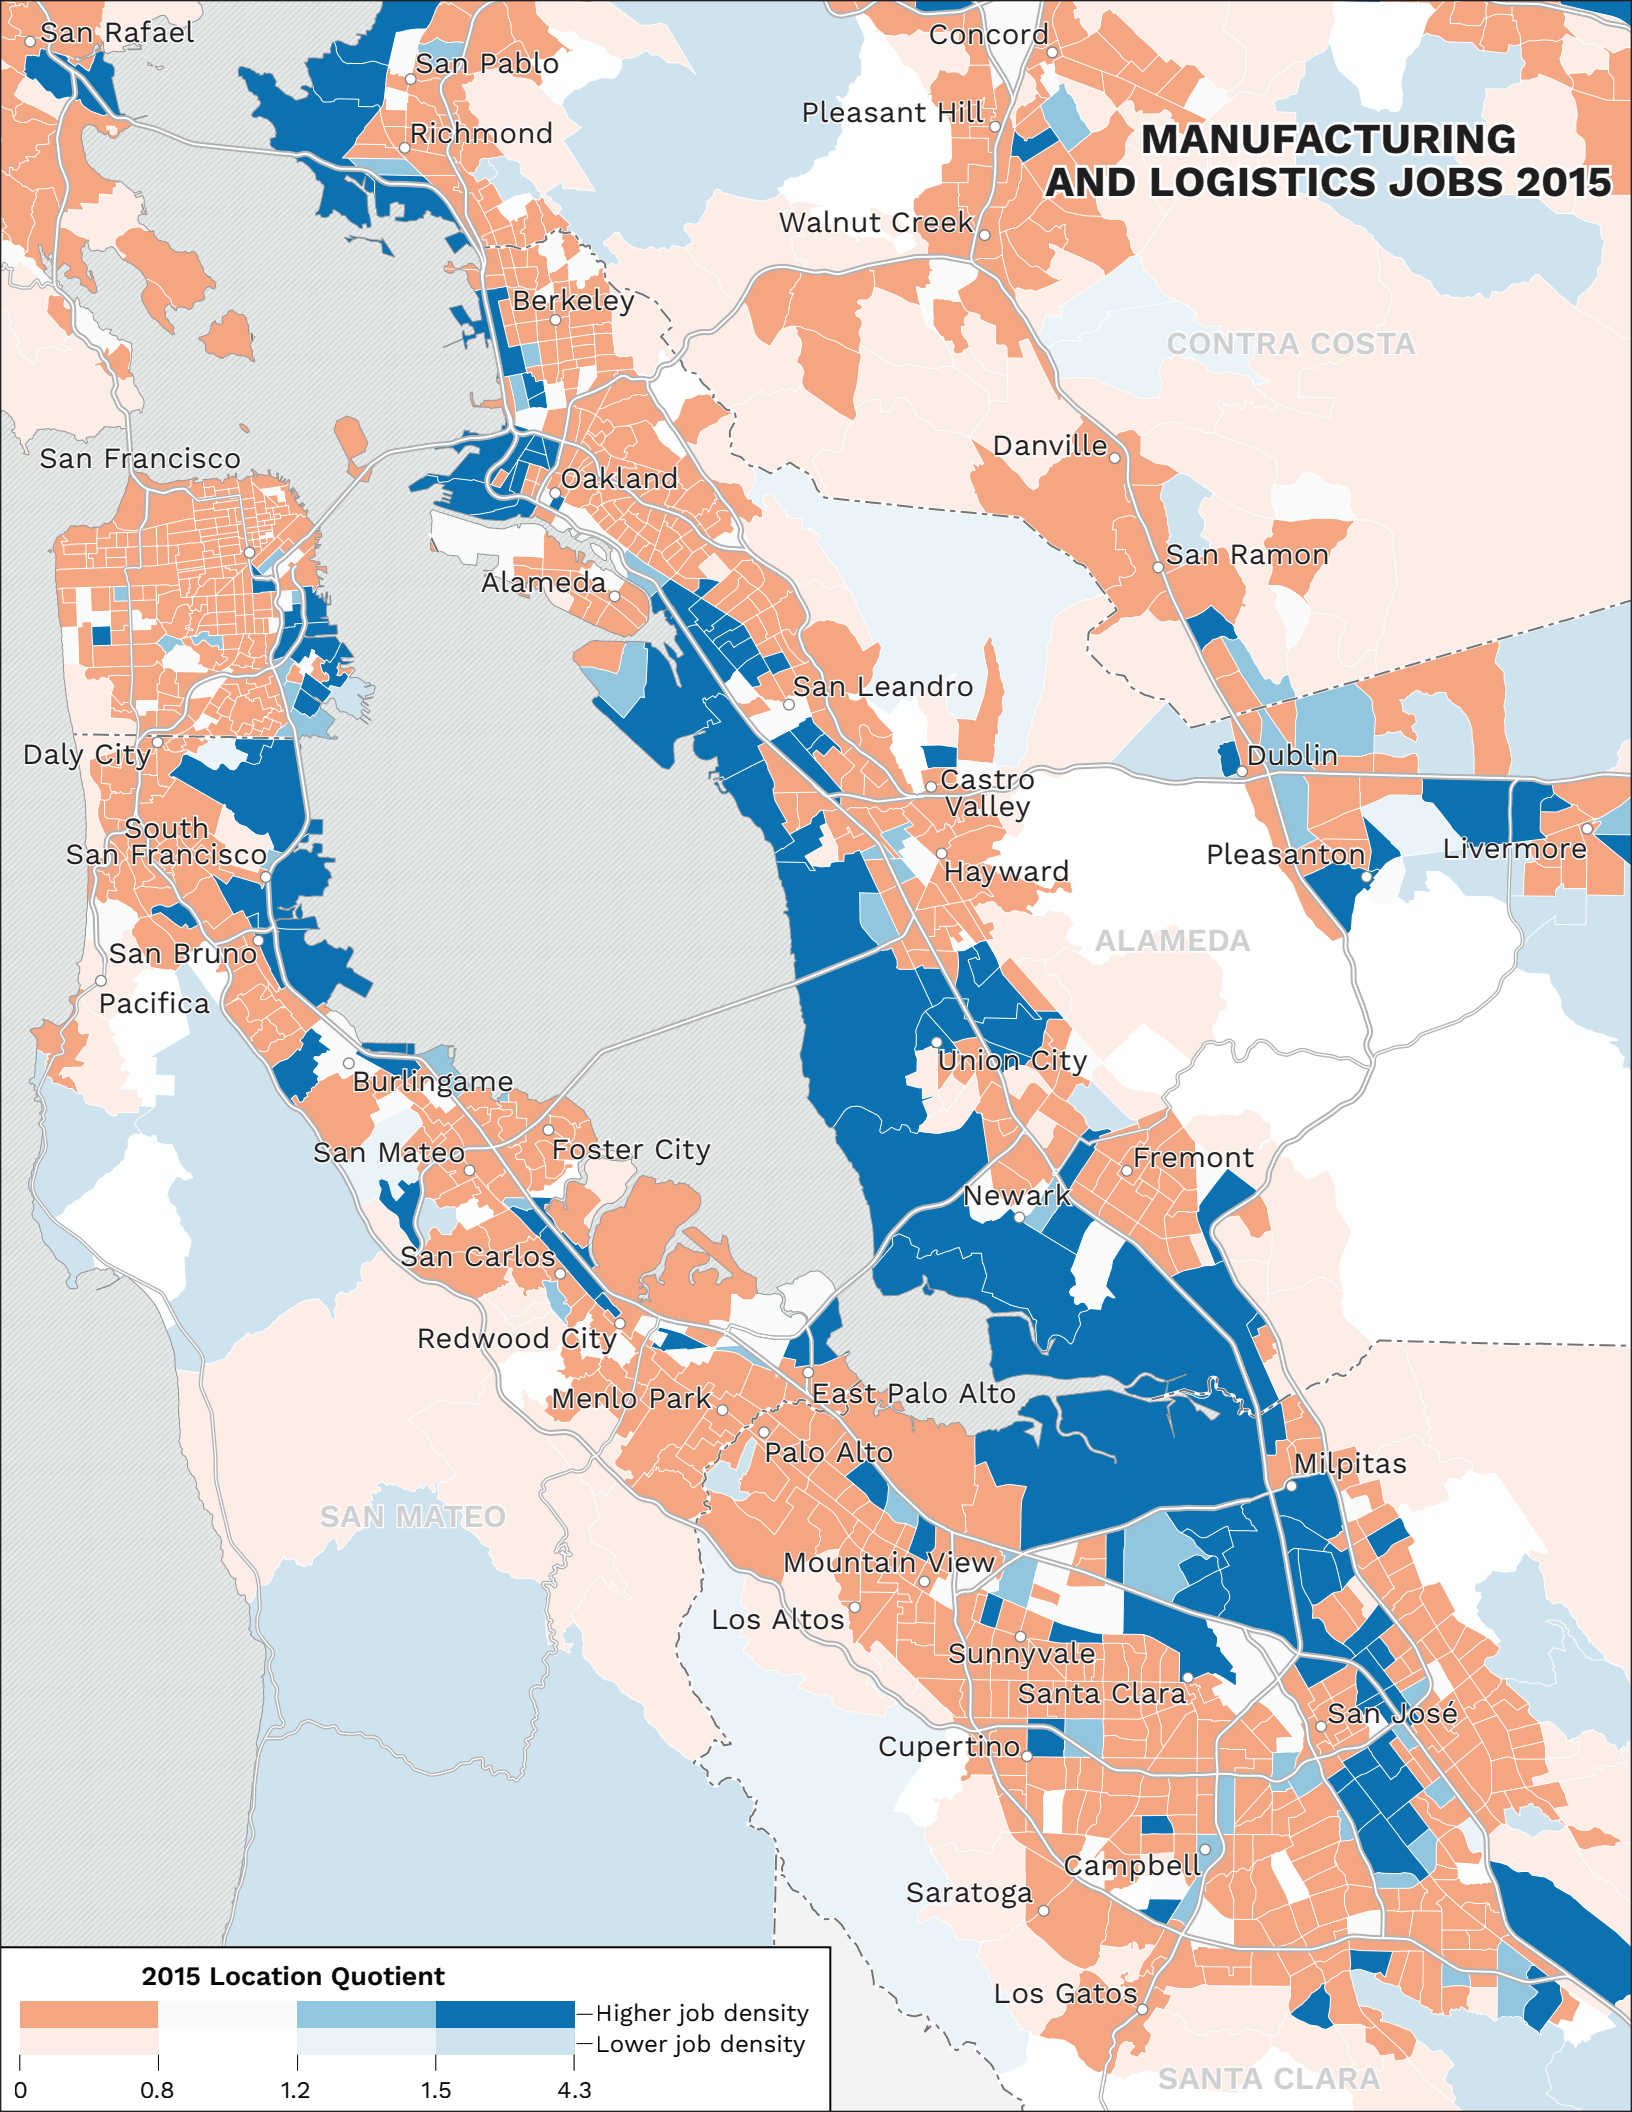 San Rafael
Concord
San Pablo
Pleasant Hill
Richmond
MANUFACTURING
AND LOGISTICS JOBS 2015
Walnut Creek
Berkeley
CONTRA COSTA
Danville
San Francisco
Oakland
San Ramon
Alameda
San Leandro
Daly City
Dublin
Castro
Valley
South
San Francisco
Pleasanton
Livermore
Hayward
ALAMEDA
San Bruno
Pacifica
Union City
Burlingame
San Mateo
Foster City
Fremont
Newark
San Carlos
Redwood City
Menlo Park
East Palo Alto
Palo Alto
Milpitas
SAN MATEO
Mountain View
Los Altos
Sunnyvale
Santa Clara
San José
Cupertino
Campbell
Saratoga
Los Gatos
SANTA CLARA
2015 Location Quotient
Higher job density
Lower job density
0 0.8 1.2 1.5 4.3